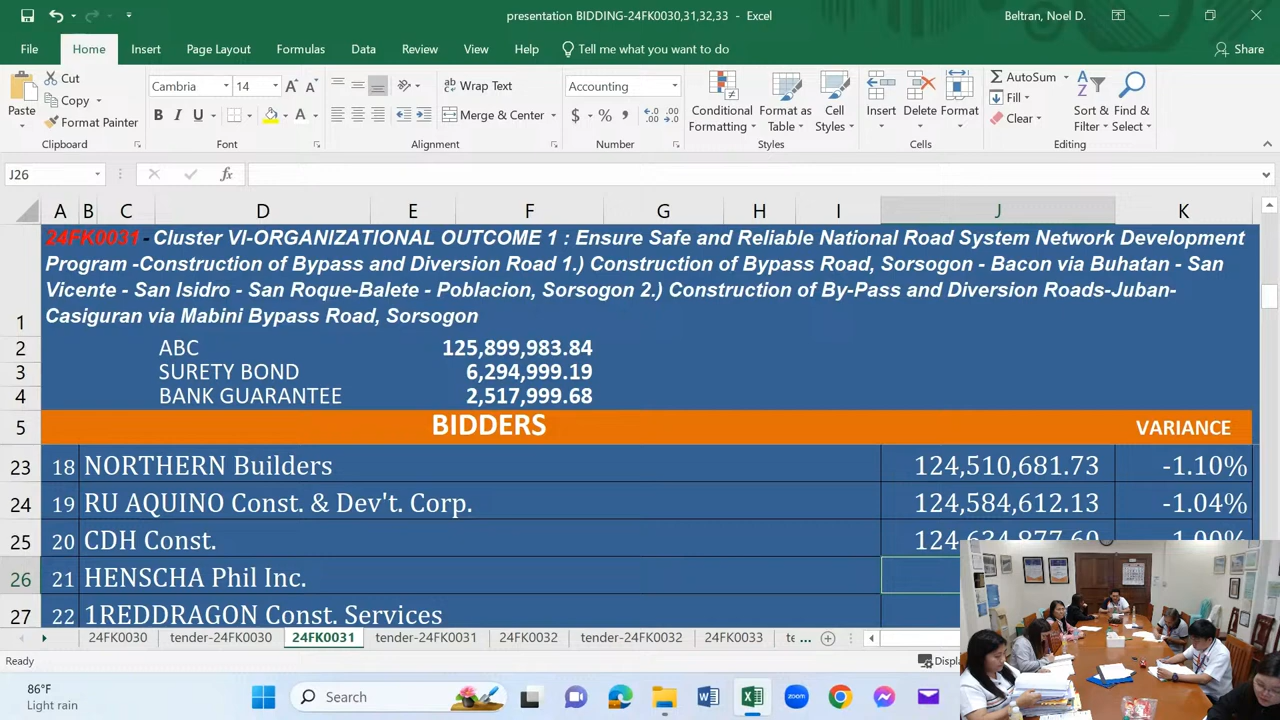 presentation BIDDING-24FK0030,31,32,33 - Excel
Beltran, Noel D.
File Home Insert Page Layout Formulas Data Review View Help Tell me what you want to do Share
Paste
Cut
Copy
Format Painter
Clipboard
Cambria 14
B I U
Font
Wrap Text
Merge & Center
Alignment
Accounting
$ % ,
Number
Conditional Formatting
Format as Table
Cell Styles
Styles
Insert Delete Format
Cells
AutoSum
Fill
Clear
Sort & Filter
Find & Select
Editing
J26
fx
A B C D E F G H I J K
1 24FK0031 - Cluster VI-ORGANIZATIONAL OUTCOME 1 : Ensure Safe and Reliable National Road System Network Development
Program -Construction of Bypass and Diversion Road 1.) Construction of Bypass Road, Sorsogon - Bacon via Buhatan - San
Vicente - San Isidro - San Roque-Balete - Poblacion, Sorsogon 2.) Construction of By-Pass and Diversion Roads-Juban-
Casiguran via Mabini Bypass Road, Sorsogon
2 ABC 125,899,983.84
3 SURETY BOND 6,294,999.19
4 BANK GUARANTEE 2,517,999.68
5 BIDDERS VARIANCE
23 18 NORTHERN Builders 124,510,681.73 -1.10%
24 19 RU AQUINO Const. & Dev't. Corp. 124,584,612.13 -1.04%
25 20 CDH Const. 124,634,877.60 -1.00%
26 21 HENSCHA Phil Inc.
27 22 1REDDRAGON Const. Services
24FK0030 tender-24FK0030 24FK0031 tender-24FK0031 24FK0032 tender-24FK0032 24FK0033 te ...
Ready
86°F
Light rain
Search
zoom